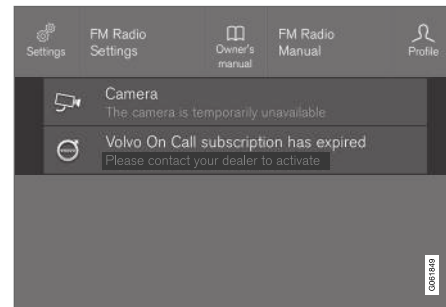 Settings
FM Radio
Settings
Owner's
manual
FM Radio
Manual
Profile
Camera
The camera is temporarily unavailable
Volvo On Call subscription has expired
Please contact your dealer to activate
G061849